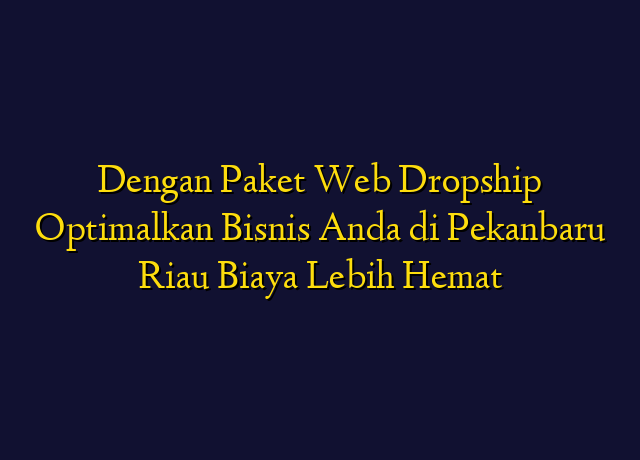 Dengan Paket Web Dropship
Optimalkan Bisnis Anda di Pekanbaru
Riau Biaya Lebih Hemat